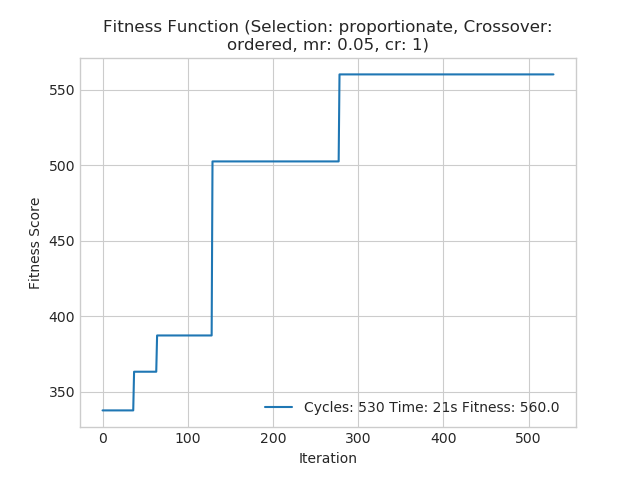 Fitness Function (Selection: proportionate, Crossover:
ordered, mr: 0.05, cr: 1)
Fitness Score
550
500
450
400
350
Cycles: 530 Time: 21s Fitness: 560.0
0 100 200 300 400 500
Iteration